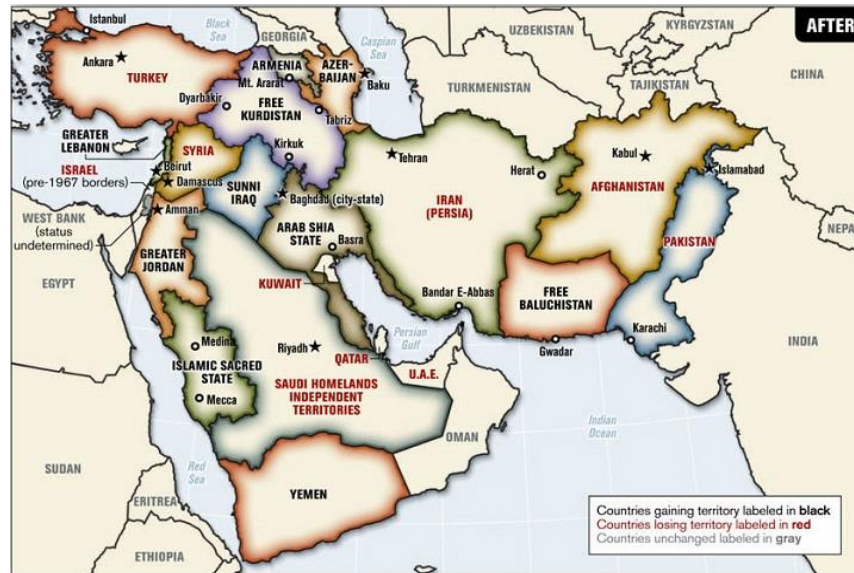 AFTER
Istanbul
Black
Sea
GEORGIA
Caspian
Sea
UZBEKISTAN
KYRGYZSTAN
Ankara
TURKEY
ARMENIA
Mt. Ararat
AZER-
BAIJAN
Baku
TURKMENISTAN
TAJIKISTAN
CHINA
Dyarbakir
FREE
KURDISTAN
Tabriz
GREATER
LEBANON
SYRIA
Kirkuk
Tehran
Herat
Kabul
Islamabad
ISRAEL
(pre-1967 borders)
Beirut
Damascus
SUNNI
IRAQ
Baghdad (city-state)
IRAN
(PERSIA)
AFGHANISTAN
WEST BANK
(status
undetermined)
Amman
ARAB SHIA
STATE
Basra
PAKISTAN
NEPA
EGYPT
GREATER
JORDAN
KUWAIT
Bandar E-Abbas
FREE
BALUCHISTAN
Medina
Riyadh
Persian
Gulf
Gwadar
Karachi
INDIA
ISLAMIC SACRED
STATE
Mecca
QATAR
U.A.E.
SAUDI HOMELANDS
INDEPENDENT
TERRITORIES
OMAN
Indian
Ocean
SUDAN
Red
Sea
YEMEN
ERITREA
ETHIOPIA
Countries gaining territory labeled in black
Countries losing territory labeled in red
Countries unchanged labeled in gray